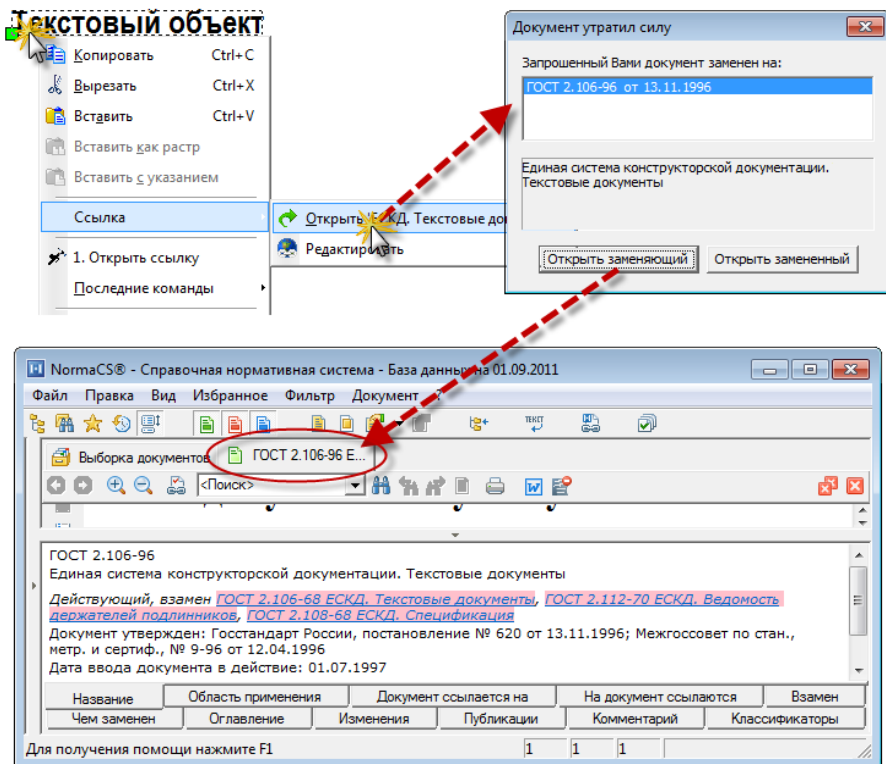 Текстовый объект
Копировать Ctrl+C
Вырезать Ctrl+X
Вставить Ctrl+V
Вставить как растр
Вставить с указанием
Ссылка
Открыть ЕСКД. Текстовые до
Редактировать
1. Открыть ссылку
Последние команды
Документ утратил силу
Запрошенный Вами документ заменен на:
ГОСТ 2.106-96 от 13.11.1996
Единая система конструкторской документации.
Текстовые документы
Открыть заменяющий Открыть замененный
NormaCS® - Справочная нормативная система - База данных на 01.09.2011
Файл Правка Вид Избранное Фильтр Документ ?
ТЕКСТ
Выборка документов ГОСТ 2.106-96 Е...
<Поиск>
ГОСТ 2.106-96
Единая система конструкторской документации. Текстовые документы
Действующий, взамен ГОСТ 2.106-68 ЕСКД. Текстовые документы, ГОСТ 2.112-70 ЕСКД. Ведомость
держателей подлинников, ГОСТ 2.108-68 ЕСКД. Спецификация
Документ утвержден: Госстандарт России, постановление № 620 от 13.11.1996; Межгоссовет по стан.,
метр. и сертиф., № 9-96 от 12.04.1996
Дата ввода документа в действие: 01.07.1997
Название Область применения Документ ссылается на На документ ссылаются Взамен
Чем заменен Оглавление Изменения Публикации Комментарий Классификаторы
Для получения помощи нажмите F1 1 1 1